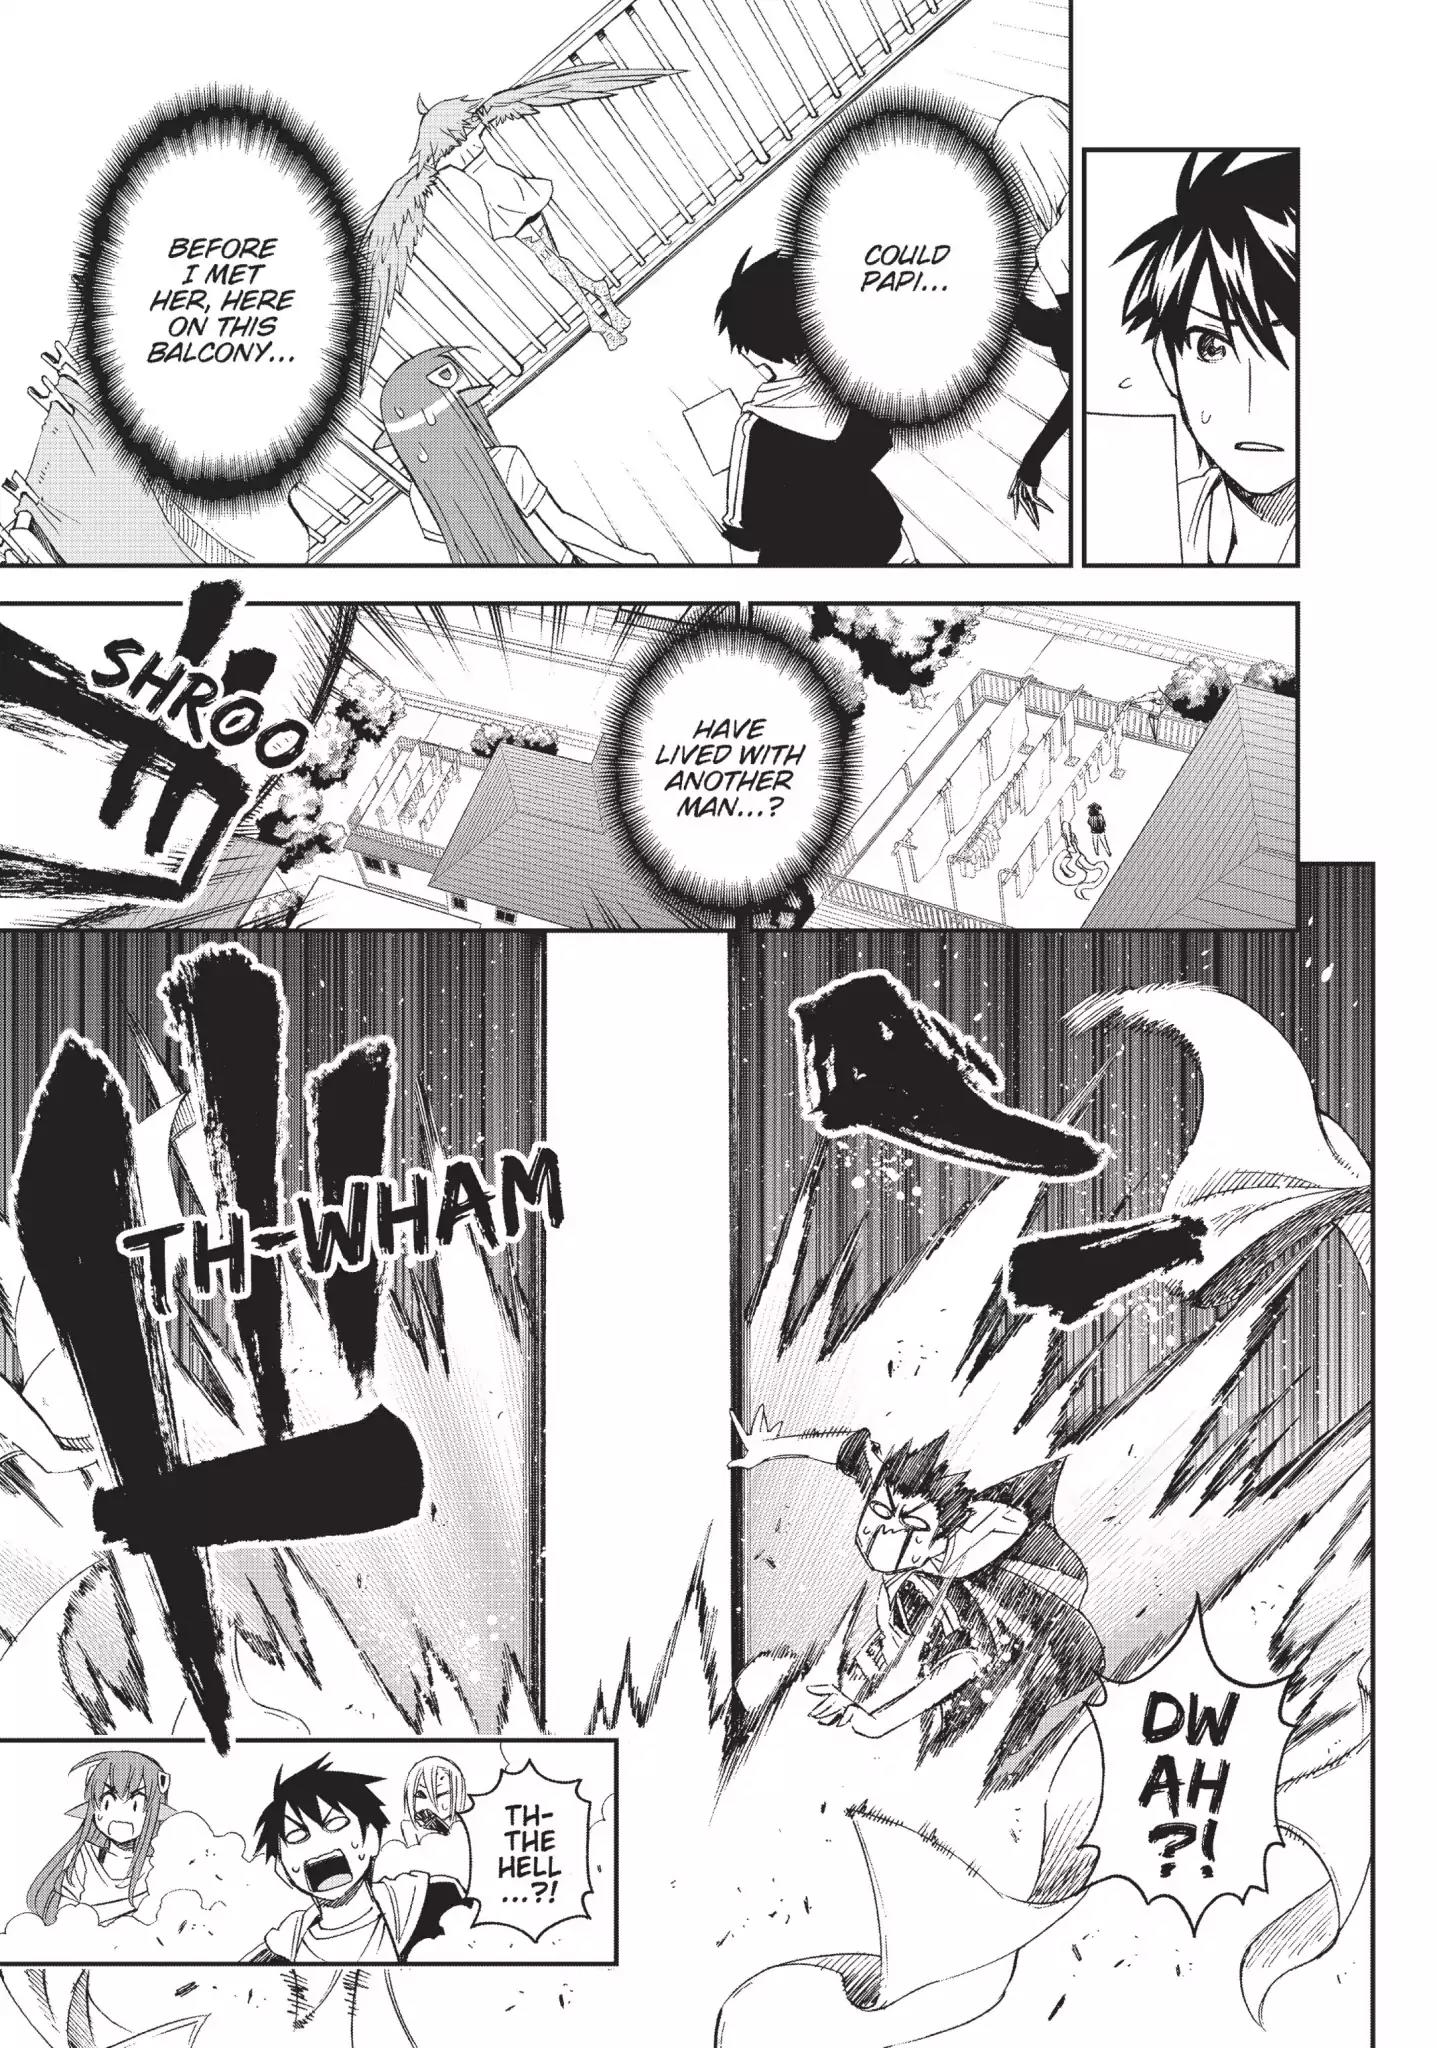 COULD
PAPI...
BEFORE
I MET
HER, HERE
ON THIS
BALCONY...
HAVE
LIVED WITH
ANOTHER
MAN...?
SHROO
TH-WHAM
DW
AH
?!
TH-
THE
HELL
...?!